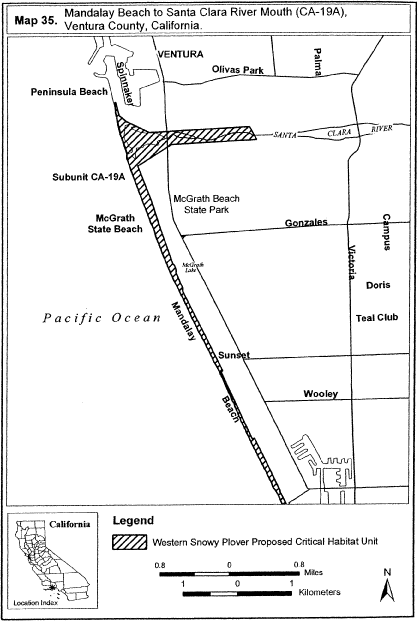 Map 35. Mandalay Beach to Santa Clara River Mouth (CA-19A),
Ventura County, California.
VENTURA
Spinnaker
Olivas Park
Palma
Peninsula Beach
SANTA CLARA RIVER
Subunit CA-19A
McGrath Beach
State Park
McGrath
State Beach
Gonzales
Campus
Victoria
McGrath
Lake
Doris
Pacific Ocean
Mandalay
Teal Club
Sunset
Wooley
Beach
California
Location Index
Legend
Western Snowy Plover Proposed Critical Habitat Unit
0.8 0 0.8
Miles
1 0 1
Kilometers
N